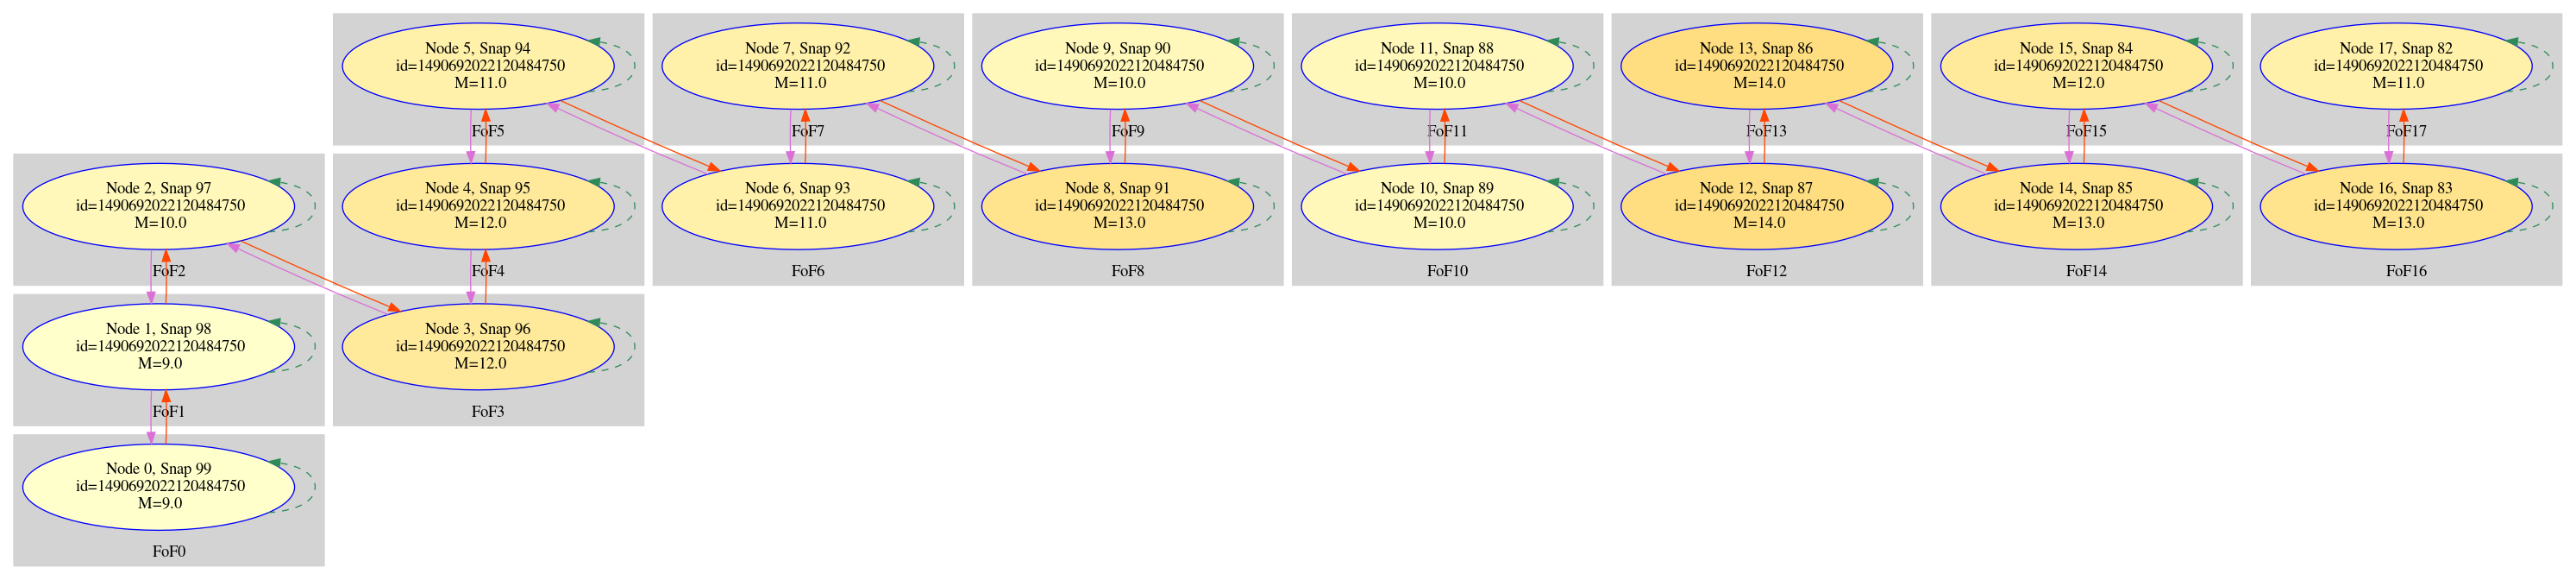 Node 5, Snap 94
id=1490692022120484750
M=11.0
FoF5
Node 7, Snap 92
id=1490692022120484750
M=11.0
FoF7
Node 9, Snap 90
id=1490692022120484750
M=10.0
FoF9
Node 11, Snap 88
id=1490692022120484750
M=10.0
FoF11
Node 13, Snap 86
id=1490692022120484750
M=14.0
FoF13
Node 15, Snap 84
id=1490692022120484750
M=12.0
FoF15
Node 17, Snap 82
id=1490692022120484750
M=11.0
FoF17
Node 2, Snap 97
id=1490692022120484750
M=10.0
FoF2
Node 4, Snap 95
id=1490692022120484750
M=12.0
FoF4
Node 6, Snap 93
id=1490692022120484750
M=11.0
FoF6
Node 8, Snap 91
id=1490692022120484750
M=13.0
FoF8
Node 10, Snap 89
id=1490692022120484750
M=10.0
FoF10
Node 12, Snap 87
id=1490692022120484750
M=14.0
FoF12
Node 14, Snap 85
id=1490692022120484750
M=13.0
FoF14
Node 16, Snap 83
id=1490692022120484750
M=13.0
FoF16
Node 1, Snap 98
id=1490692022120484750
M=9.0
FoF1
Node 3, Snap 96
id=1490692022120484750
M=12.0
FoF3
Node 0, Snap 99
id=1490692022120484750
M=9.0
FoF0